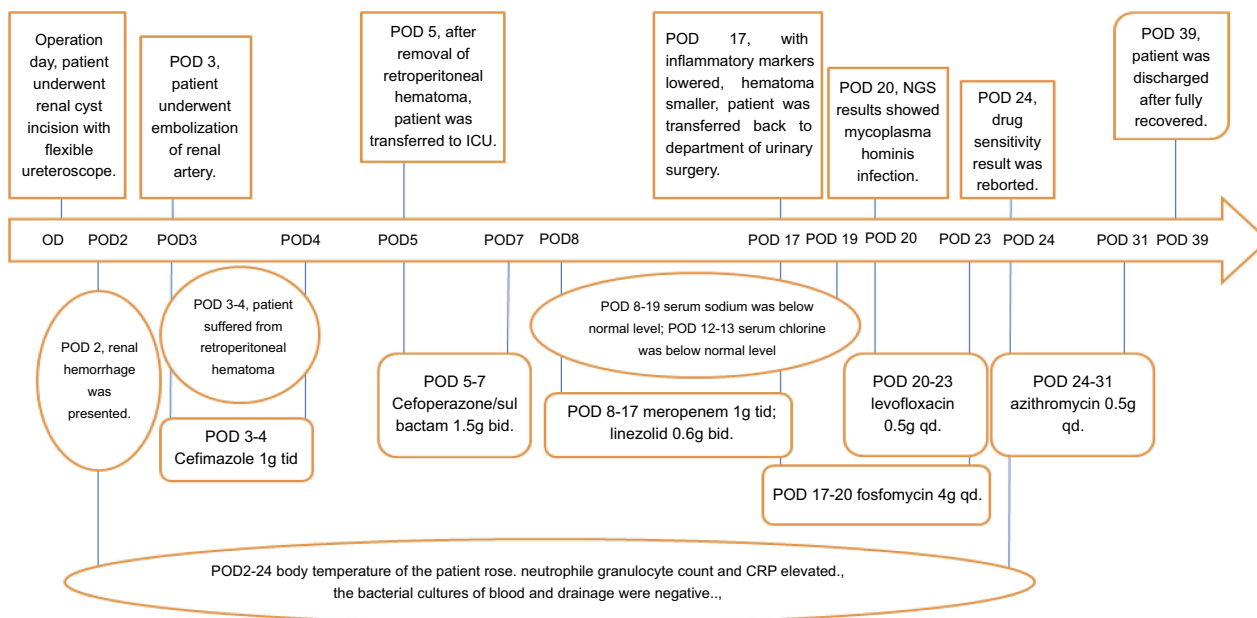 Operation
day, patient
underwent
renal cyst
incision with
flexible
ureteroscope.
POD 3,
patient
underwent
embolization
of renal
artery.
POD 5, after
removal of
retroperitoneal
hematoma,
patient was
transferred to ICU.
POD 17, with
inflammatory markers
lowered, hematoma
smaller, patient was
transferred back to
department of urinary
surgery.
POD 20, NGS
results showed
mycoplasma
hominis
infection.
POD 24,
drug
sensitivity
result was
reborted.
POD 39,
patient was
discharged
after fully
recovered.
OD POD2 POD3 POD4 POD5 POD7 POD8 POD 17 POD 19 POD 20 POD 23 POD 24 POD 31 POD 39
POD 2, renal
hemorrhage
was
presented.
POD 3-4, patient
suffered from
retroperitoneal
hematoma
POD 3-4
Cefimazole 1g tid
POD 5-7
Cefoperazone/sul
bactam 1.5g bid.
POD 8-19 serum sodium was below
normal level; POD 12-13 serum chlorine
was below normal level
POD 8-17 meropenem 1g tid;
linezolid 0.6g bid.
POD 20-23
levofloxacin
0.5g qd.
POD 24-31
azithromycin 0.5g
qd.
POD 17-20 fosfomycin 4g qd.
POD2-24 body temperature of the patient rose. neutrophile granulocyte count and CRP elevated.,
the bacterial cultures of blood and drainage were negative..,